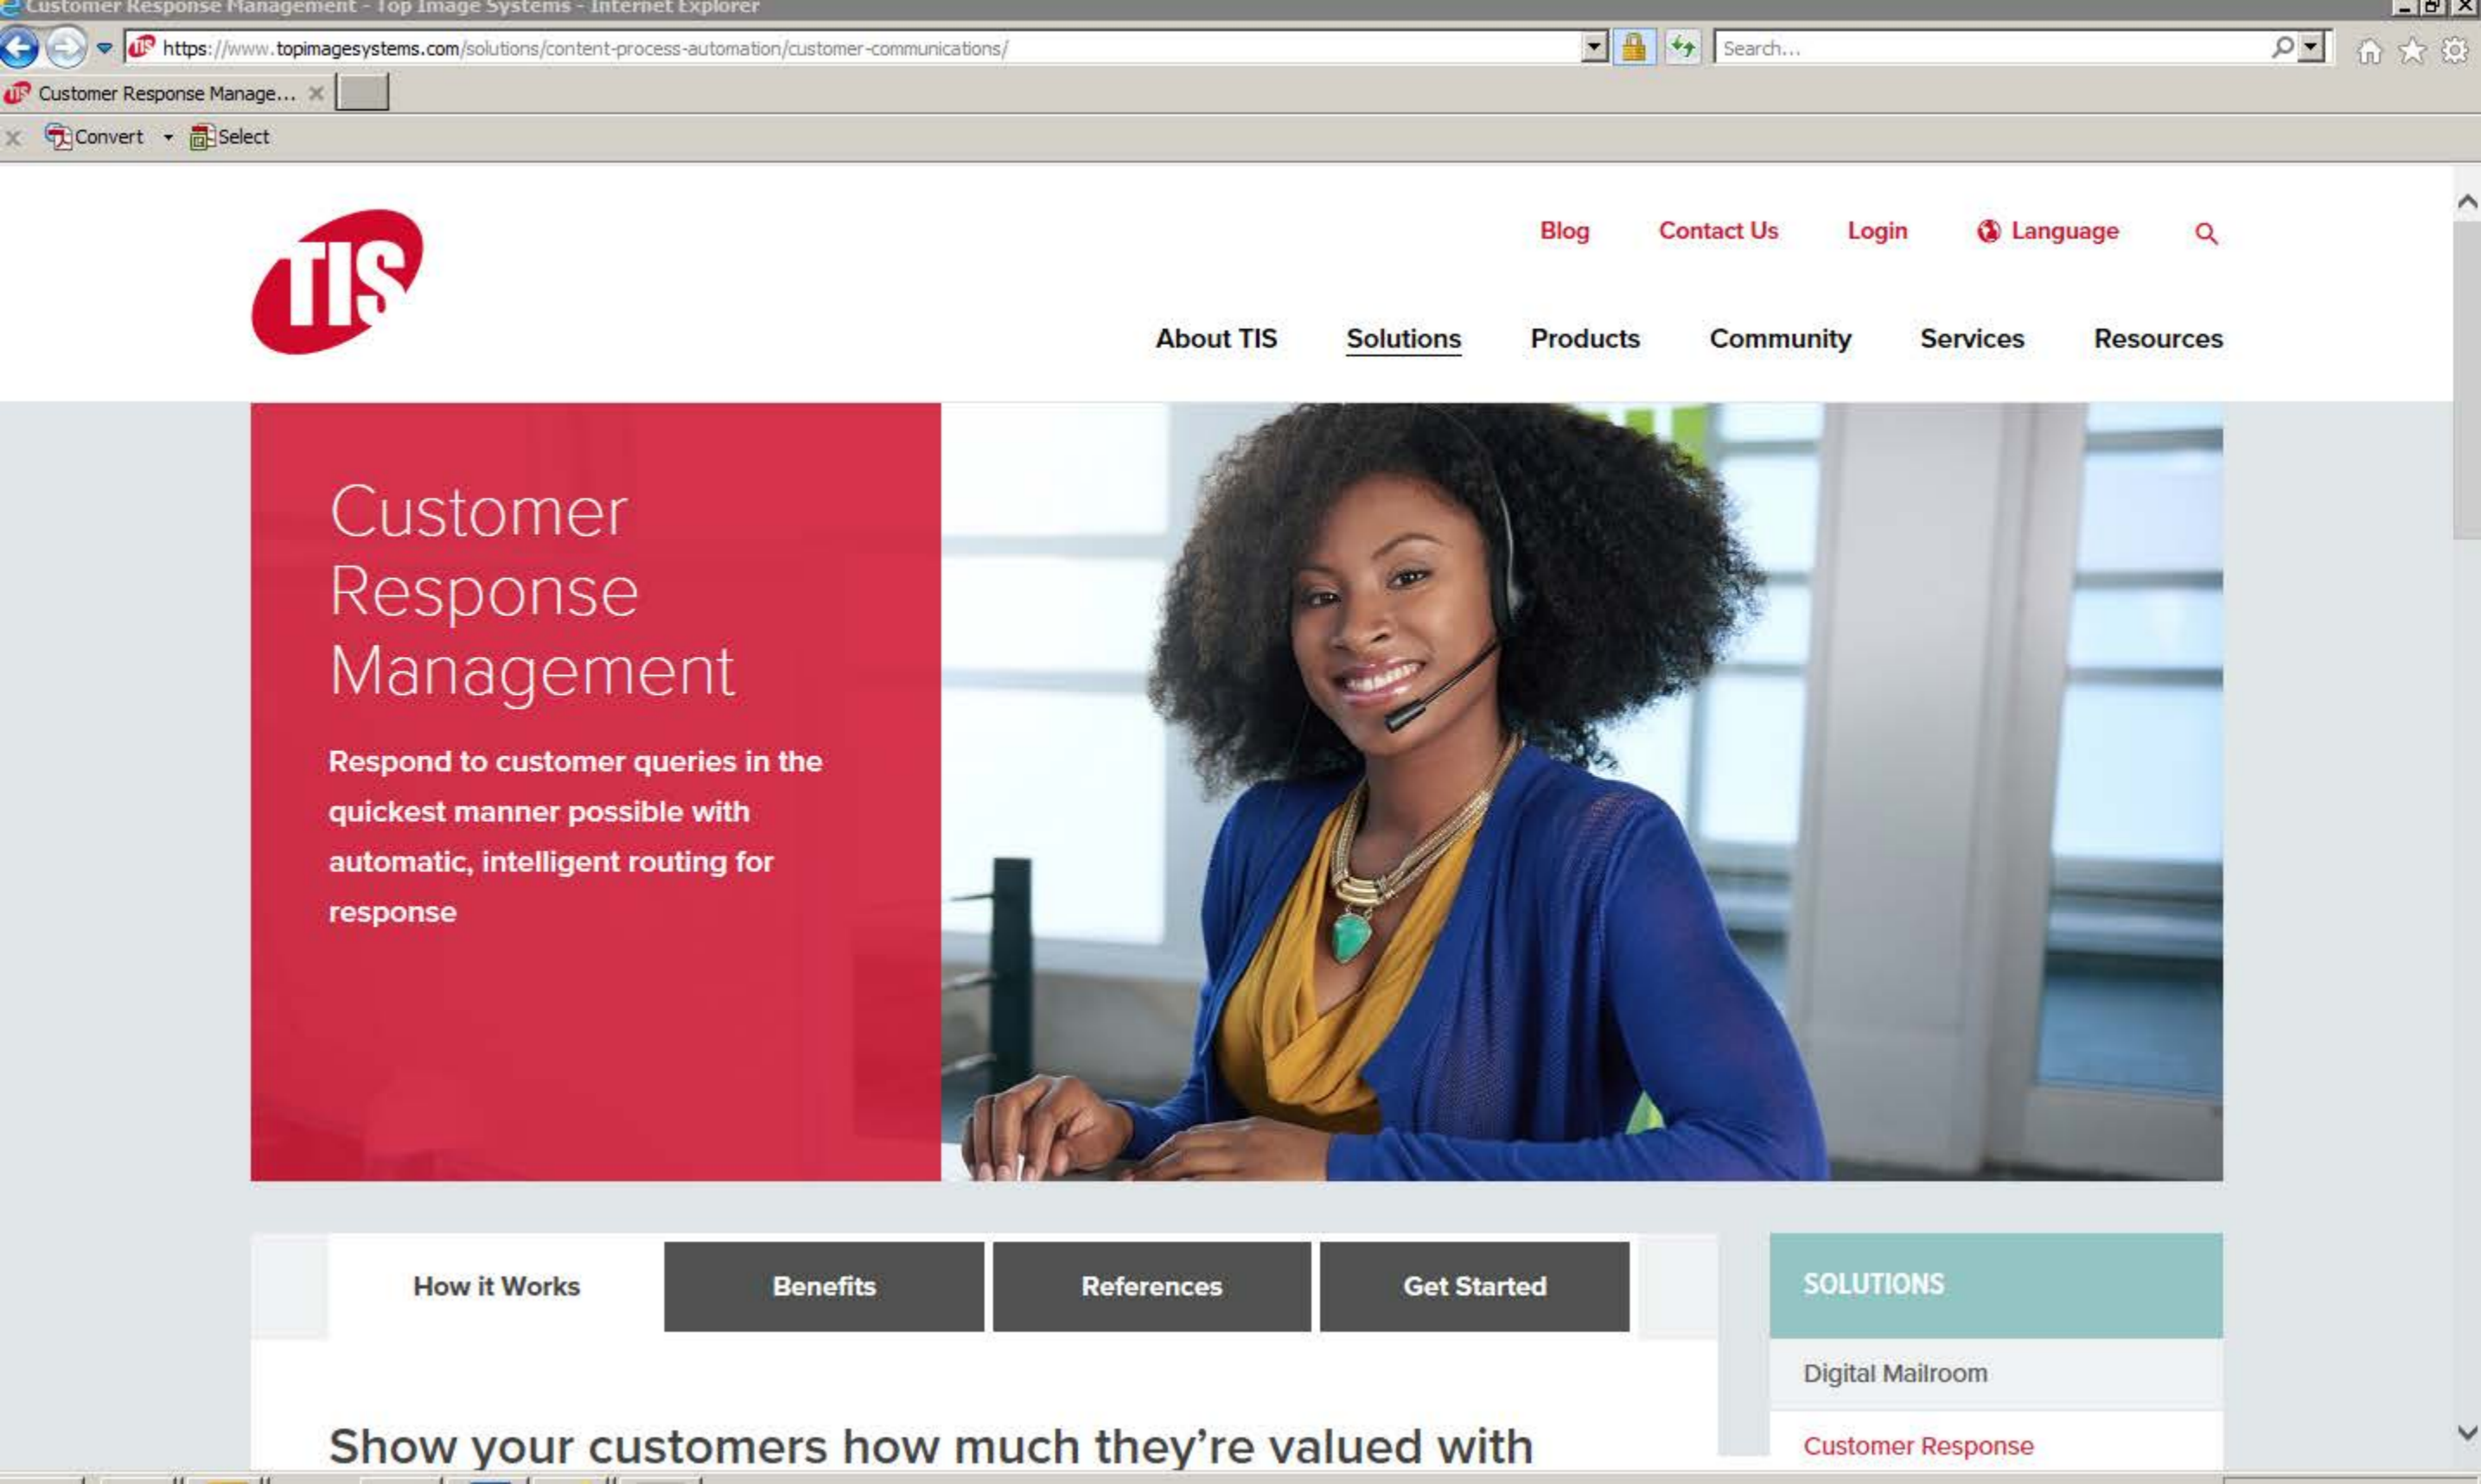 Customer Response Management - Top Image Systems - Internet Explorer
https://www.topimagesystems.com/solutions/content-process-automation/customer-communications/
Search...
Customer Response Manage...
Convert
Select
TIS
Blog
Contact Us
Login
Language
About TIS
Solutions
Products
Community
Services
Resources
Customer
Response
Management
Respond to customer queries in the
quickest manner possible with
automatic, intelligent routing for
response
How it Works
Benefits
References
Get Started
SOLUTIONS
Digital Mailroom
Customer Response
Show your customers how much they're valued with